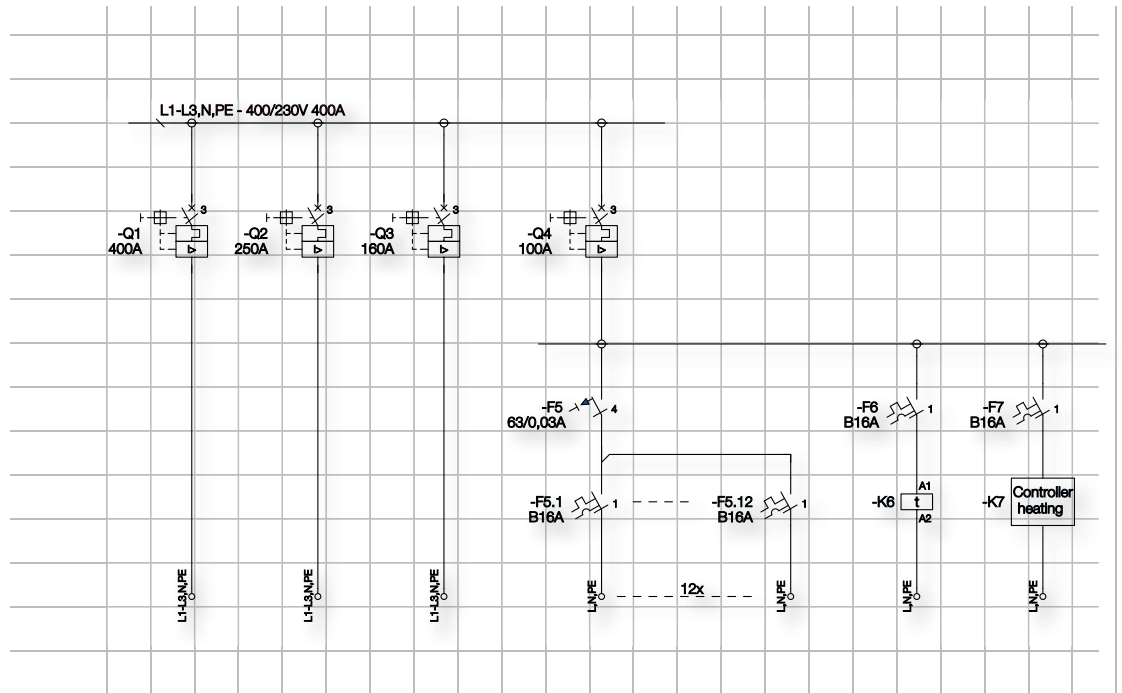 L1-L3,N,PE - 400/230V 400A
3
3
3
3
-Q1
400A
-Q2
250A
-Q3
160A
-Q4
100A
-F5
63/0,03A
4
-F6
B16A
1
-F7
B16A
1
-F5.1
B16A
1
-F5.12
B16A
1
-K6
A1
t
A2
-K7
Controller
heating
L1-L3,N,PE
L1-L3,N,PE
L1-L3,N,PE
L,N,PE
12x
L,N,PE
L,N,PE
L,N,PE